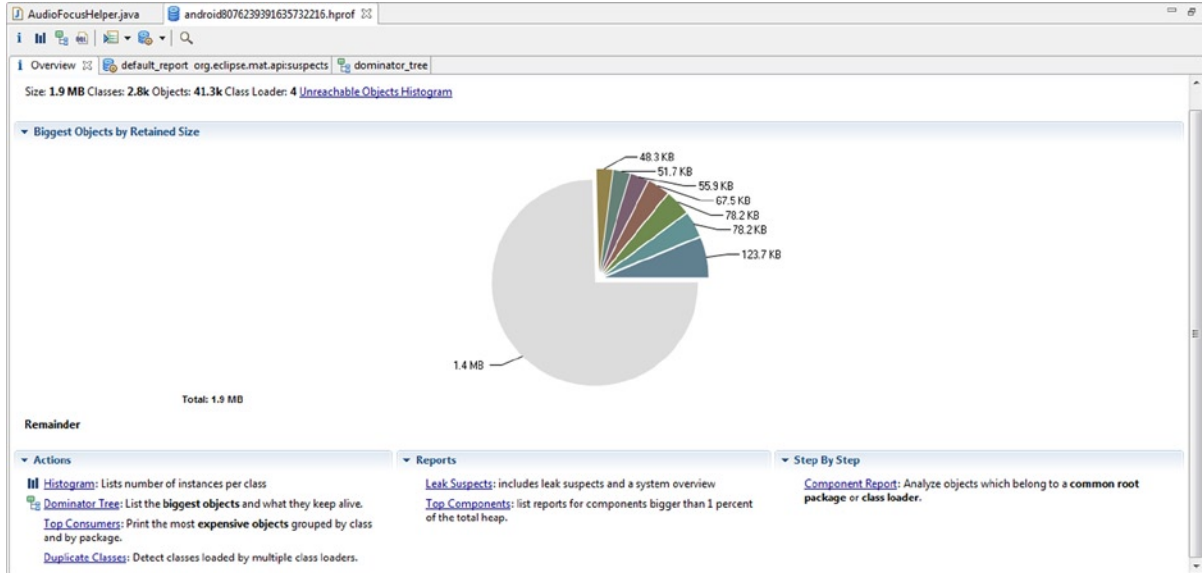 AudioFocusHelper.java
android8076239391635732216.hprof
Overview
default_report org.eclipse.mat.api:suspects
dominator_tree
Size: 1.9 MB Classes: 2.8k Objects: 41.3k Class Loader: 4 Unreachable Objects Histogram
Biggest Objects by Retained Size
48.3 KB
51.7 KB
55.9 KB
67.5 KB
78.2 KB
78.2 KB
123.7 KB
1.4 MB
Total: 1.9 MB
Remainder
Actions
Histogram: Lists number of instances per class
Dominator Tree: List the biggest objects and what they keep alive.
Top Consumers: Print the most expensive objects grouped by class
and by package.
Duplicate Classes: Detect classes loaded by multiple class loaders.
Reports
Leak Suspects: includes leak suspects and a system overview
Top Components: list reports for components bigger than 1 percent
of the total heap.
Step By Step
Component Report: Analyze objects which belong to a common root
package or class loader.